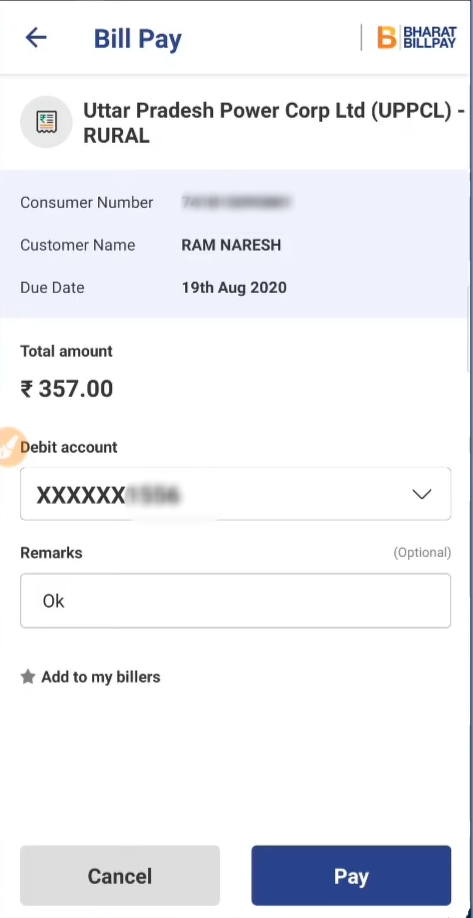 Bill Pay
B BHARAT
BILLPAY
Uttar Pradesh Power Corp Ltd (UPPCL) -
RURAL
Consumer Number
Customer Name RAM NARESH
Due Date 19th Aug 2020
Total amount
₹ 357.00
Debit account
XXXXXX
Remarks (Optional)
Ok
Add to my billers
Cancel Pay